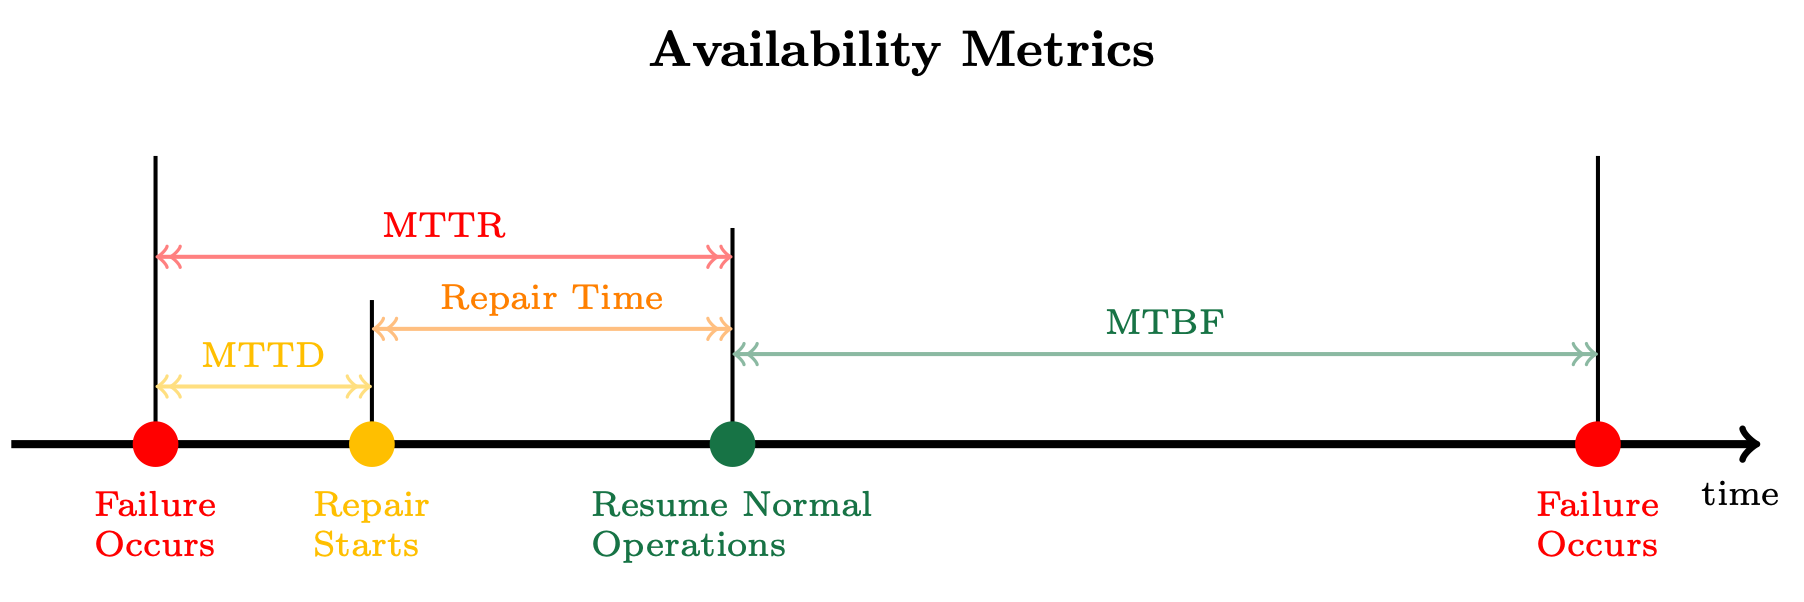 Availability Metrics
MTTR
Repair Time
MTBF
MTTD
Failure
Occurs
Repair
Starts
Resume Normal
Operations
Failure
Occurs
time